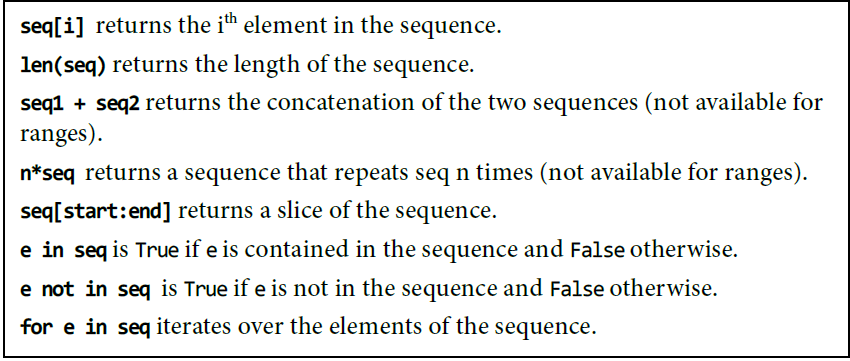 seq[i] returns the iᵗʰ element in the sequence.
len(seq) returns the length of the sequence.
seq1 + seq2 returns the concatenation of the two sequences (not available for
ranges).
n*seq returns a sequence that repeats seq n times (not available for ranges).
seq[start:end] returns a slice of the sequence.
e in seq is True if e is contained in the sequence and False otherwise.
e not in seq is True if e is not in the sequence and False otherwise.
for e in seq iterates over the elements of the sequence.